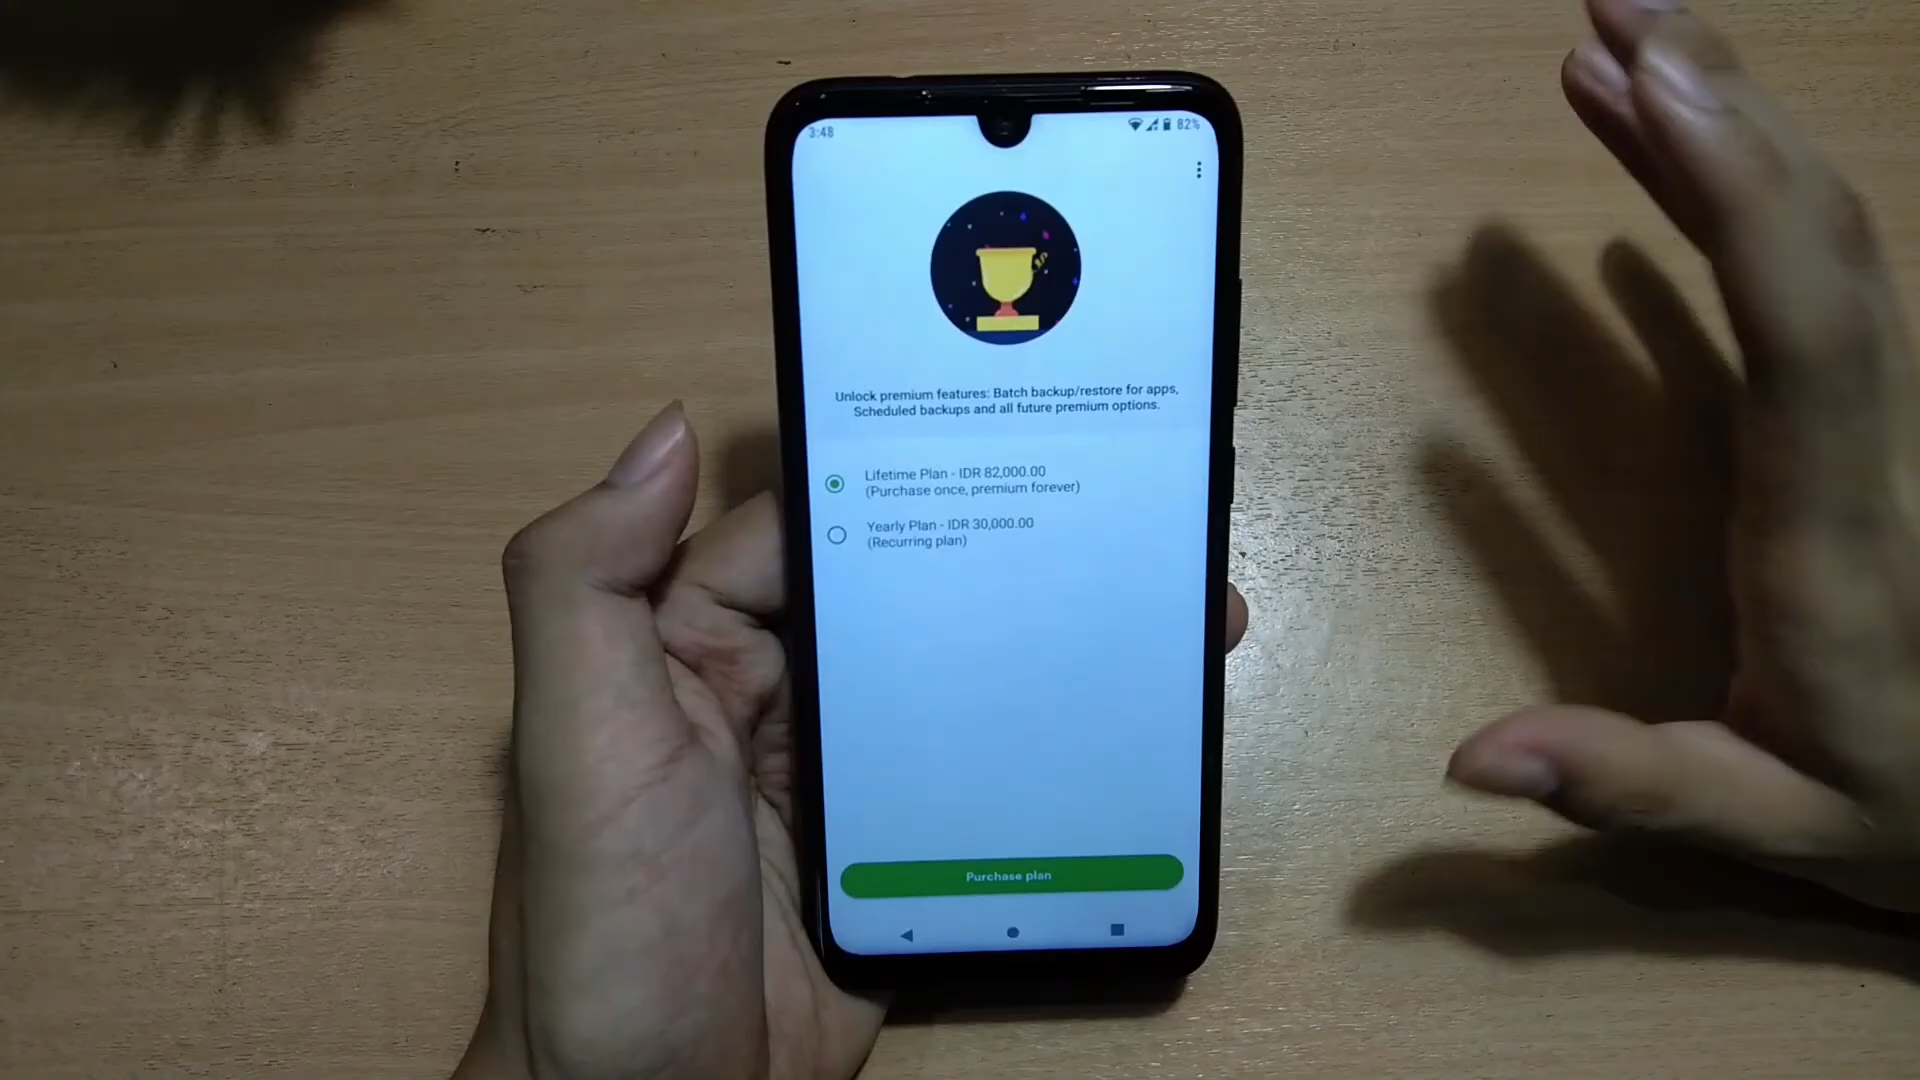 3:48
82%
Unlock premium features: Batch backup/restore for apps,
Scheduled backups and all future premium options.
Lifetime Plan - IDR 82,000.00
(Purchase once, premium forever)
Yearly Plan - IDR 30,000.00
(Recurring plan)
Purchase plan